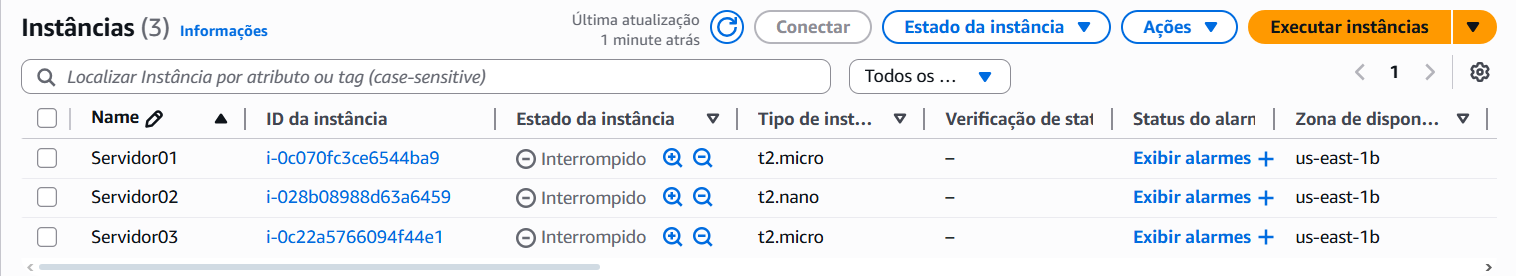 Instâncias (3) Informações
Última atualização
1 minute atrás
Conectar Estado da instância Ações Executar instâncias
Localizar Instância por atributo ou tag (case-sensitive) Todos os ... 1
Name ID da instância Estado da instância Tipo de inst... Verificação de stat Status do alarn Zona de dispon...
Servidor01 i-0c070fc3ce6544ba9 Interrompido t2.micro – Exibir alarmes + us-east-1b
Servidor02 i-028b08988d63a6459 Interrompido t2.nano – Exibir alarmes + us-east-1b
Servidor03 i-0c22a5766094f44e1 Interrompido t2.micro – Exibir alarmes + us-east-1b